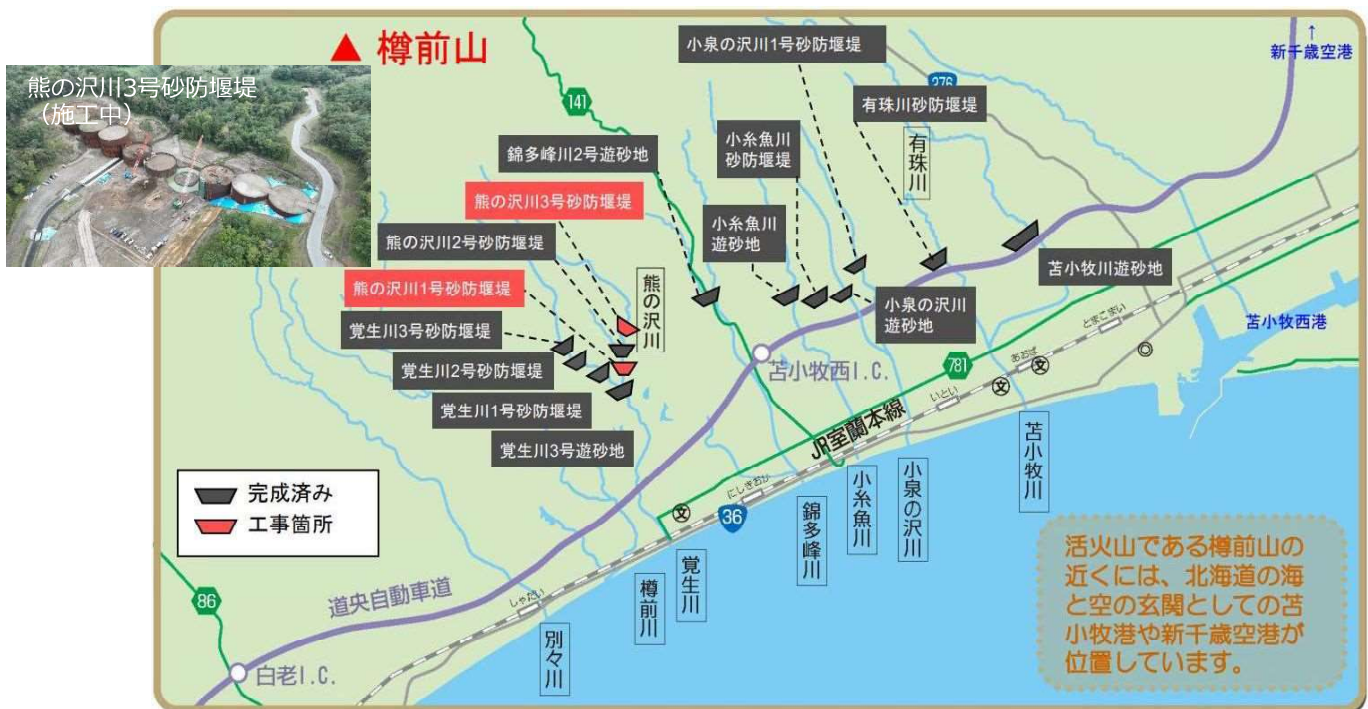 ▲ 樽前山
熊の沢川3号砂防堰堤
（施工中）
小泉の沢川1号砂防堰堤
↑
新千歳空港
141
276
有珠川砂防堰堤
錦多峰川2号遊砂地
小糸魚川
砂防堰堤
有珠川
熊の沢川3号砂防堰堤
小糸魚川
遊砂地
熊の沢川2号砂防堰堤
苫小牧川遊砂地
熊の沢川1号砂防堰堤
熊の沢川
小泉の沢川
遊砂地
覚生川3号砂防堰堤
とまこまい
苫小牧西港
覚生川2号砂防堰堤
苫小牧西I.C.
781
あおば
文
文
覚生川1号砂防堰堤
いとい
JR室蘭本線
覚生川3号遊砂地
苫小牧川
完成済み
工事箇所
にしきおか
文
36
小糸魚川
小泉の沢川
錦多峰川
覚生川
樽前川
86
道央自動車道
しゃだい
別々川
白老I.C.
活火山である樽前山の
近くには、北海道の海
と空の玄関としての苫
小牧港や新千歳空港が
位置しています。